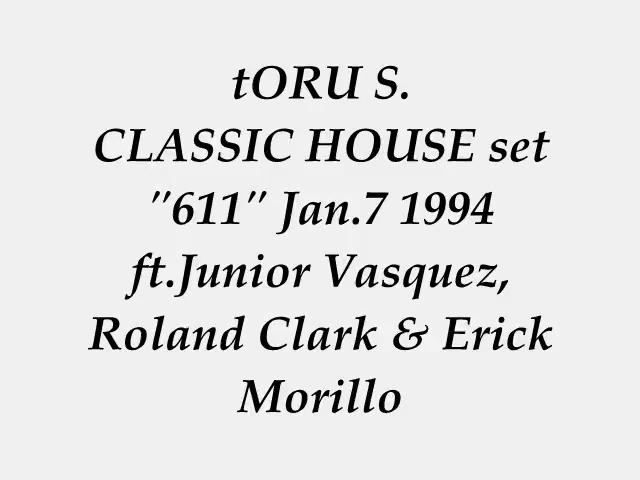 tORU S.
CLASSIC HOUSE set
"611" Jan.7 1994
ft.Junior Vasquez,
Roland Clark & Erick
Morillo